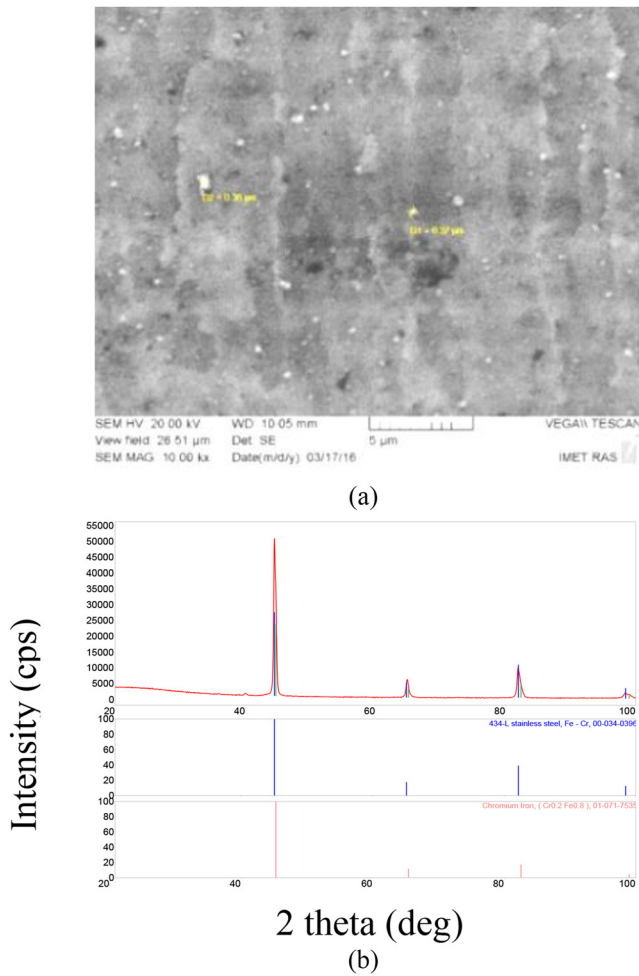 D2 = 0.36 µm
D1 = 0.37 µm
SEM HV: 20.00 kV WD: 10.05 mm VEGA\\ TESCAN
View field: 26.51 µm Det: SE 5 µm
SEM MAG: 10.00 kx Date(m/d/y): 03/17/16 IMET RAS
(a)
Intensity (cps)
55000
50000
45000
40000
35000
30000
25000
20000
15000
10000
5000
0
20 40 60 80 100
434-L stainless steel, Fe - Cr, 00-034-0396
100
80
60
40
20
0
Chromium Iron, ( Cr0.2 Fe0.8 ), 01-071-7535
100
80
60
40
20
0
20 40 60 80 100
2 theta (deg)
(b)